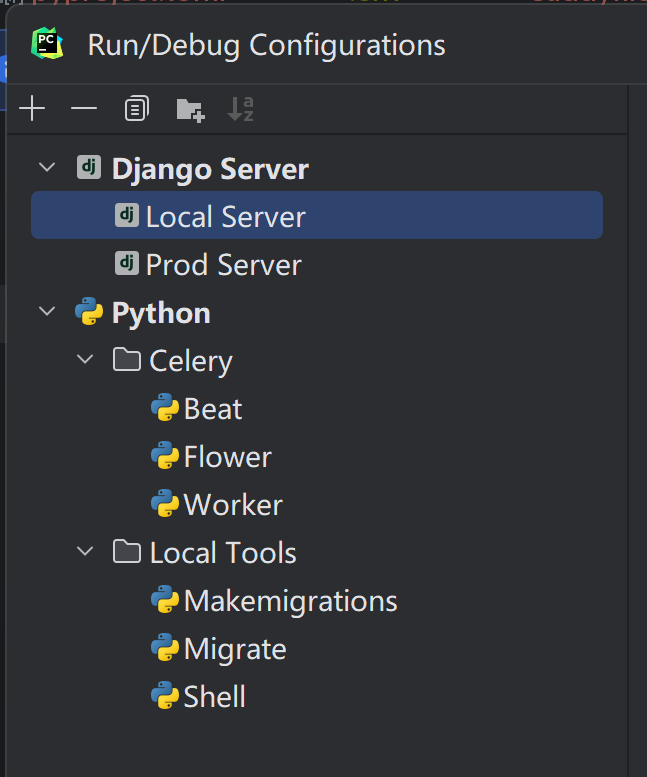 PC
Run/Debug Configurations
Django Server
Local Server
Prod Server
Python
Celery
Beat
Flower
Worker
Local Tools
Makemigrations
Migrate
Shell